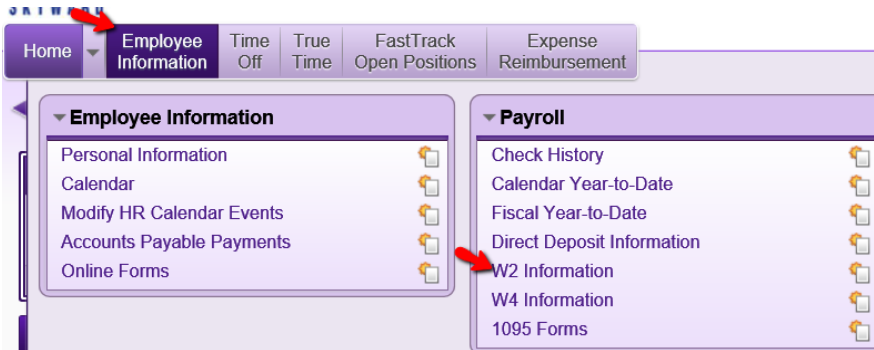 SKYWARD
Home
Employee Information
Time Off
True Time
FastTrack Open Positions
Expense Reimbursement
Employee Information
Personal Information
Calendar
Modify HR Calendar Events
Accounts Payable Payments
Online Forms
Payroll
Check History
Calendar Year-to-Date
Fiscal Year-to-Date
Direct Deposit Information
W2 Information
W4 Information
1095 Forms